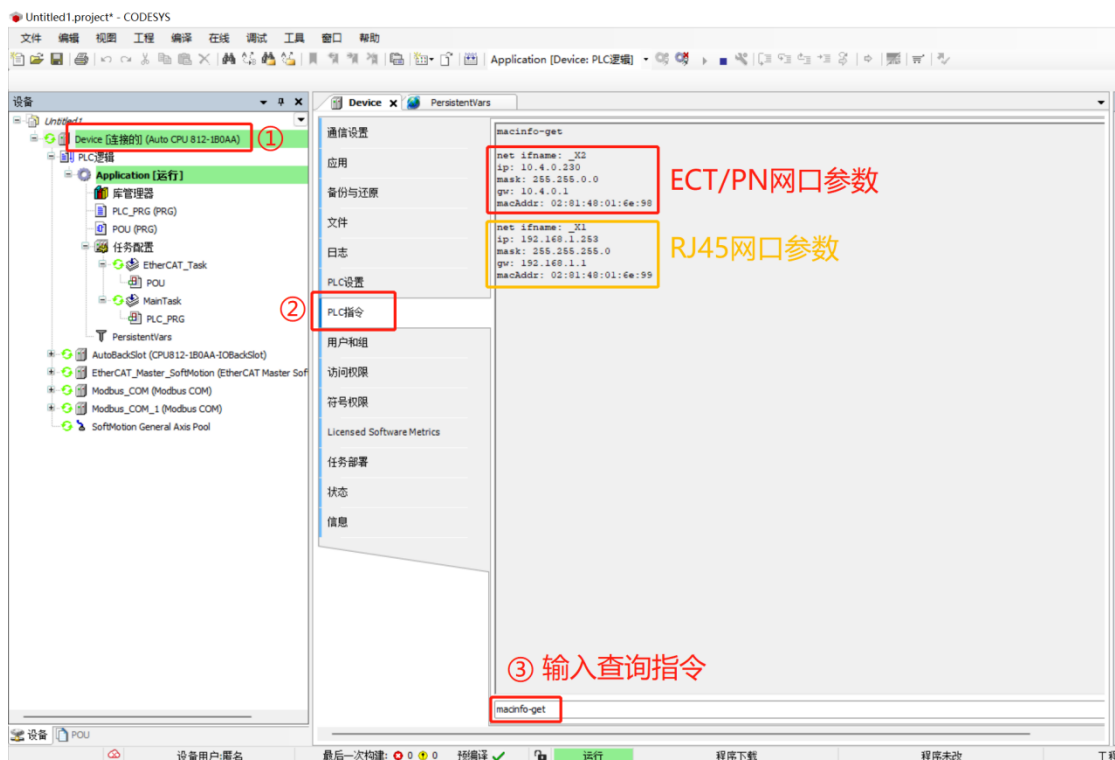 Untitled1.project* - CODESYS
文件 编辑 视图 工程 编译 在线 调试 工具 窗口 帮助
Application [Device: PLC逻辑]
设备
Untitled1
Device [连接的] (Auto CPU 812-1B0AA)
①
PLC逻辑
Application [运行]
库管理器
PLC_PRG (PRG)
POU (PRG)
任务配置
EtherCAT_Task
POU
MainTask
PLC_PRG
PersistentVars
AutoBackSlot (CPU812-1B0AA-IOBackSlot)
EtherCAT_Master_SoftMotion (EtherCAT Master Sof
Modbus_COM (Modbus COM)
Modbus_COM_1 (Modbus COM)
SoftMotion General Axis Pool
设备 POU
Device PersistentVars
通信设置
应用
备份与还原
文件
日志
PLC设置
②
PLC指令
用户和组
访问权限
符号权限
Licensed Software Metrics
任务部署
状态
信息
macinfo-get
net ifname: _X2
ip: 10.4.0.230
mask: 255.255.0.0
gw: 10.4.0.1
macAddr: 02:81:48:01:6e:98
ECT/PN网口参数
net ifname: _X1
ip: 192.168.1.253
mask: 255.255.255.0
gw: 192.168.1.1
macAddr: 02:81:48:01:6e:99
RJ45网口参数
③ 输入查询指令
macinfo-get
设备用户:匿名 最后一次构建: 0 0 预编译 运行 程序下载 程序未改 工程